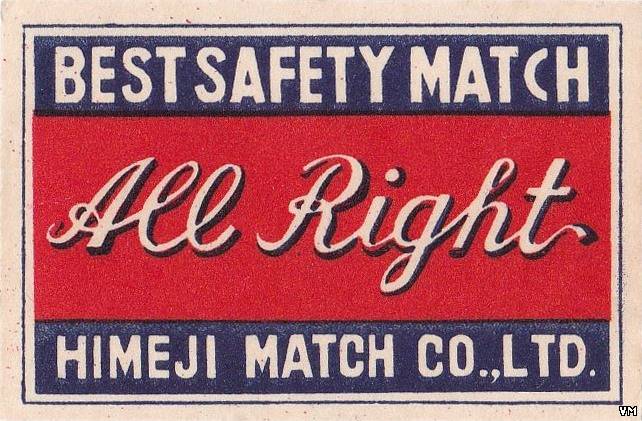 BEST SAFETY MATCH
All Right
HIMEJI MATCH CO.,LTD.
VM